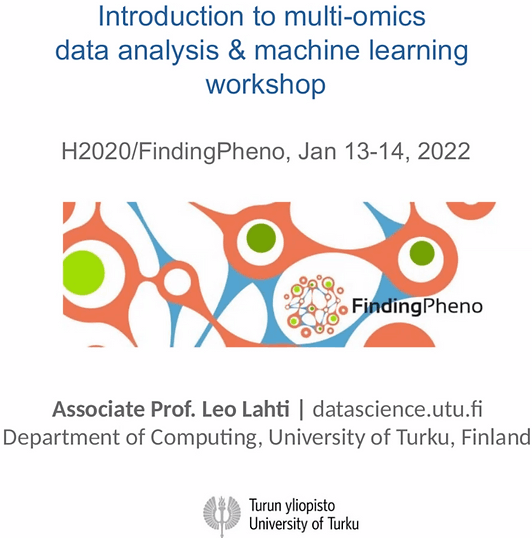 Introduction to multi-omics
data analysis & machine learning
workshop
H2020/FindingPheno, Jan 13-14, 2022
FindingPheno
Associate Prof. Leo Lahti | datascience.utu.fi
Department of Computing, University of Turku, Finland
Turun yliopisto
University of Turku